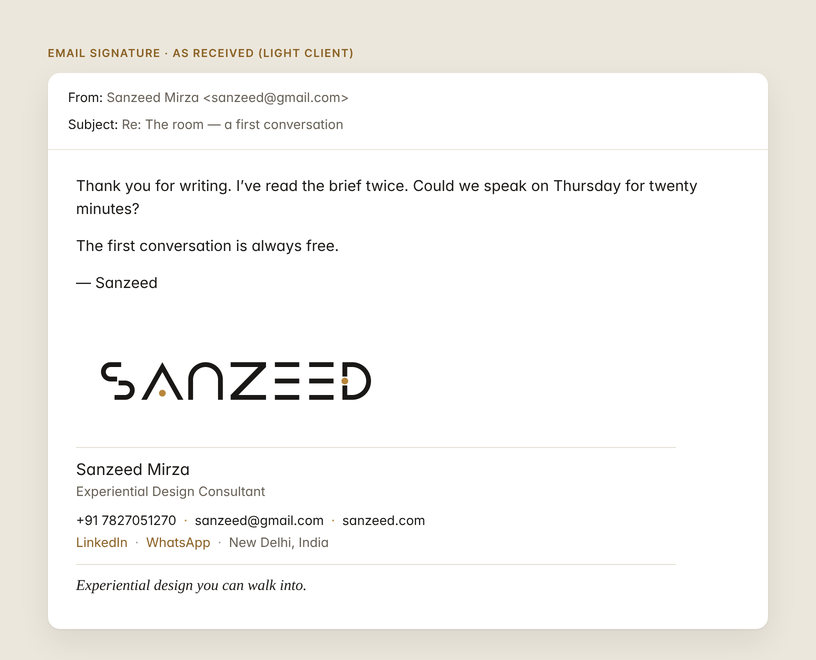 EMAIL SIGNATURE · AS RECEIVED (LIGHT CLIENT)
From: Sanzeed Mirza <sanzeed@gmail.com>
Subject: Re: The room — a first conversation
Thank you for writing. I’ve read the brief twice. Could we speak on Thursday for twenty
minutes?
The first conversation is always free.
— Sanzeed
SANZEED
Sanzeed Mirza
Experiential Design Consultant
+91 7827051270 · sanzeed@gmail.com · sanzeed.com
LinkedIn · WhatsApp · New Delhi, India
Experiential design you can walk into.